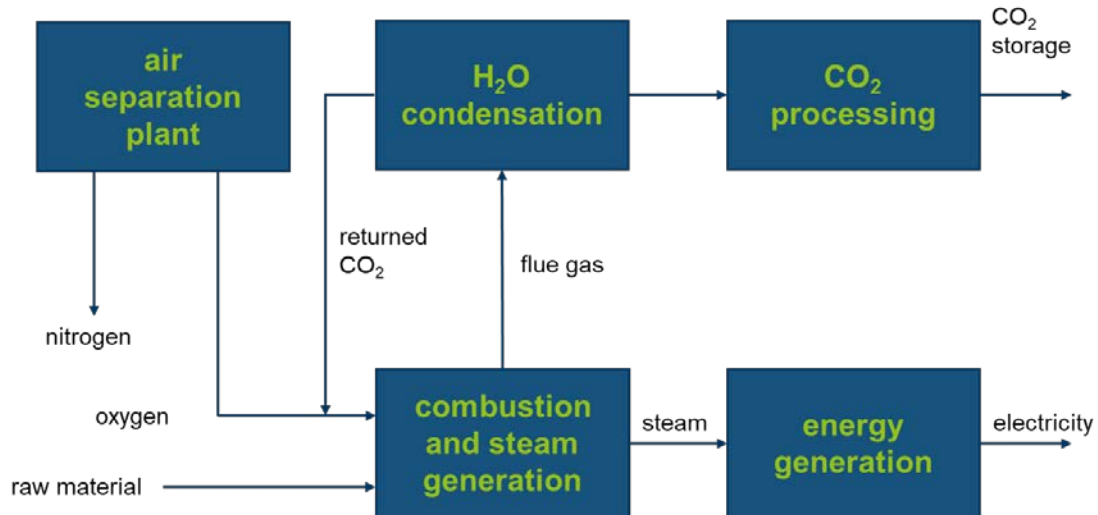 air
separation
plant
H₂O
condensation
CO₂
processing
CO₂
storage
returned
CO₂
flue gas
nitrogen
oxygen
raw material
combustion
and steam
generation
steam
energy
generation
electricity